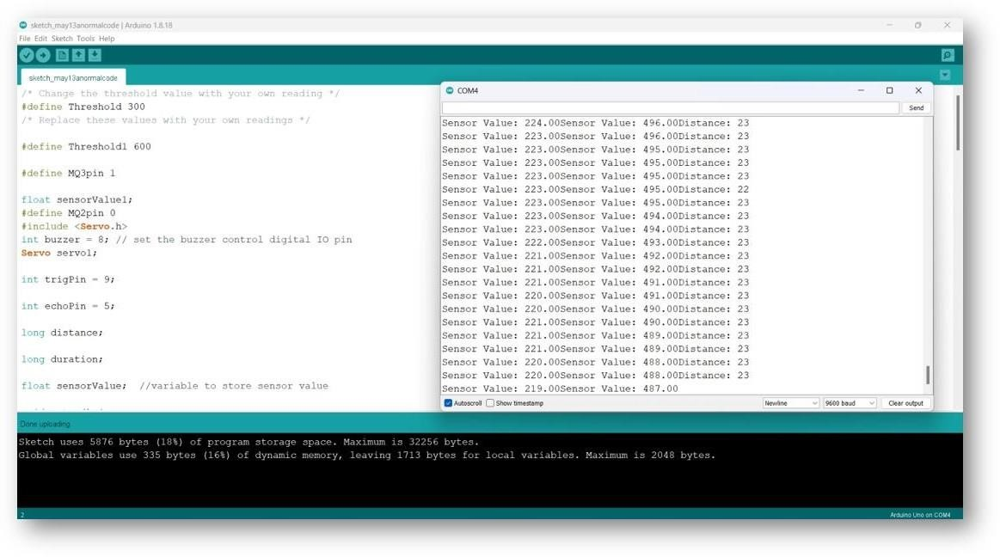 sketch_may13anormalcode | Arduino 1.8.18
File Edit Sketch Tools Help
sketch_may13anormalcode
/* Change the threshold value with your own reading */
#define Threshold 300
/* Replace these values with your own readings */
#define Threshold1 600
#define MQ3pin 1
float sensorValue1;
#define MQ2pin 0
#include <Servo.h>
int buzzer = 8; // set the buzzer control digital IO pin
Servo servo1;
int trigPin = 9;
int echoPin = 5;
long distance;
long duration;
float sensorValue;  //variable to store sensor value
COM4
Send
Sensor Value: 224.00Sensor Value: 496.00Distance: 23
Sensor Value: 223.00Sensor Value: 496.00Distance: 23
Sensor Value: 223.00Sensor Value: 495.00Distance: 23
Sensor Value: 223.00Sensor Value: 495.00Distance: 23
Sensor Value: 223.00Sensor Value: 495.00Distance: 23
Sensor Value: 223.00Sensor Value: 495.00Distance: 22
Sensor Value: 223.00Sensor Value: 495.00Distance: 23
Sensor Value: 223.00Sensor Value: 494.00Distance: 23
Sensor Value: 223.00Sensor Value: 494.00Distance: 23
Sensor Value: 222.00Sensor Value: 493.00Distance: 23
Sensor Value: 221.00Sensor Value: 492.00Distance: 23
Sensor Value: 221.00Sensor Value: 492.00Distance: 23
Sensor Value: 221.00Sensor Value: 491.00Distance: 23
Sensor Value: 220.00Sensor Value: 491.00Distance: 23
Sensor Value: 220.00Sensor Value: 490.00Distance: 23
Sensor Value: 221.00Sensor Value: 490.00Distance: 23
Sensor Value: 221.00Sensor Value: 489.00Distance: 23
Sensor Value: 221.00Sensor Value: 489.00Distance: 23
Sensor Value: 220.00Sensor Value: 488.00Distance: 23
Sensor Value: 220.00Sensor Value: 488.00Distance: 23
Sensor Value: 219.00Sensor Value: 487.00
Autoscroll Show timestamp Newline 9600 baud Clear output
Done uploading.
Sketch uses 5876 bytes (18%) of program storage space. Maximum is 32256 bytes.
Global variables use 335 bytes (16%) of dynamic memory, leaving 1713 bytes for local variables. Maximum is 2048 bytes.
2 Arduino Uno on COM4